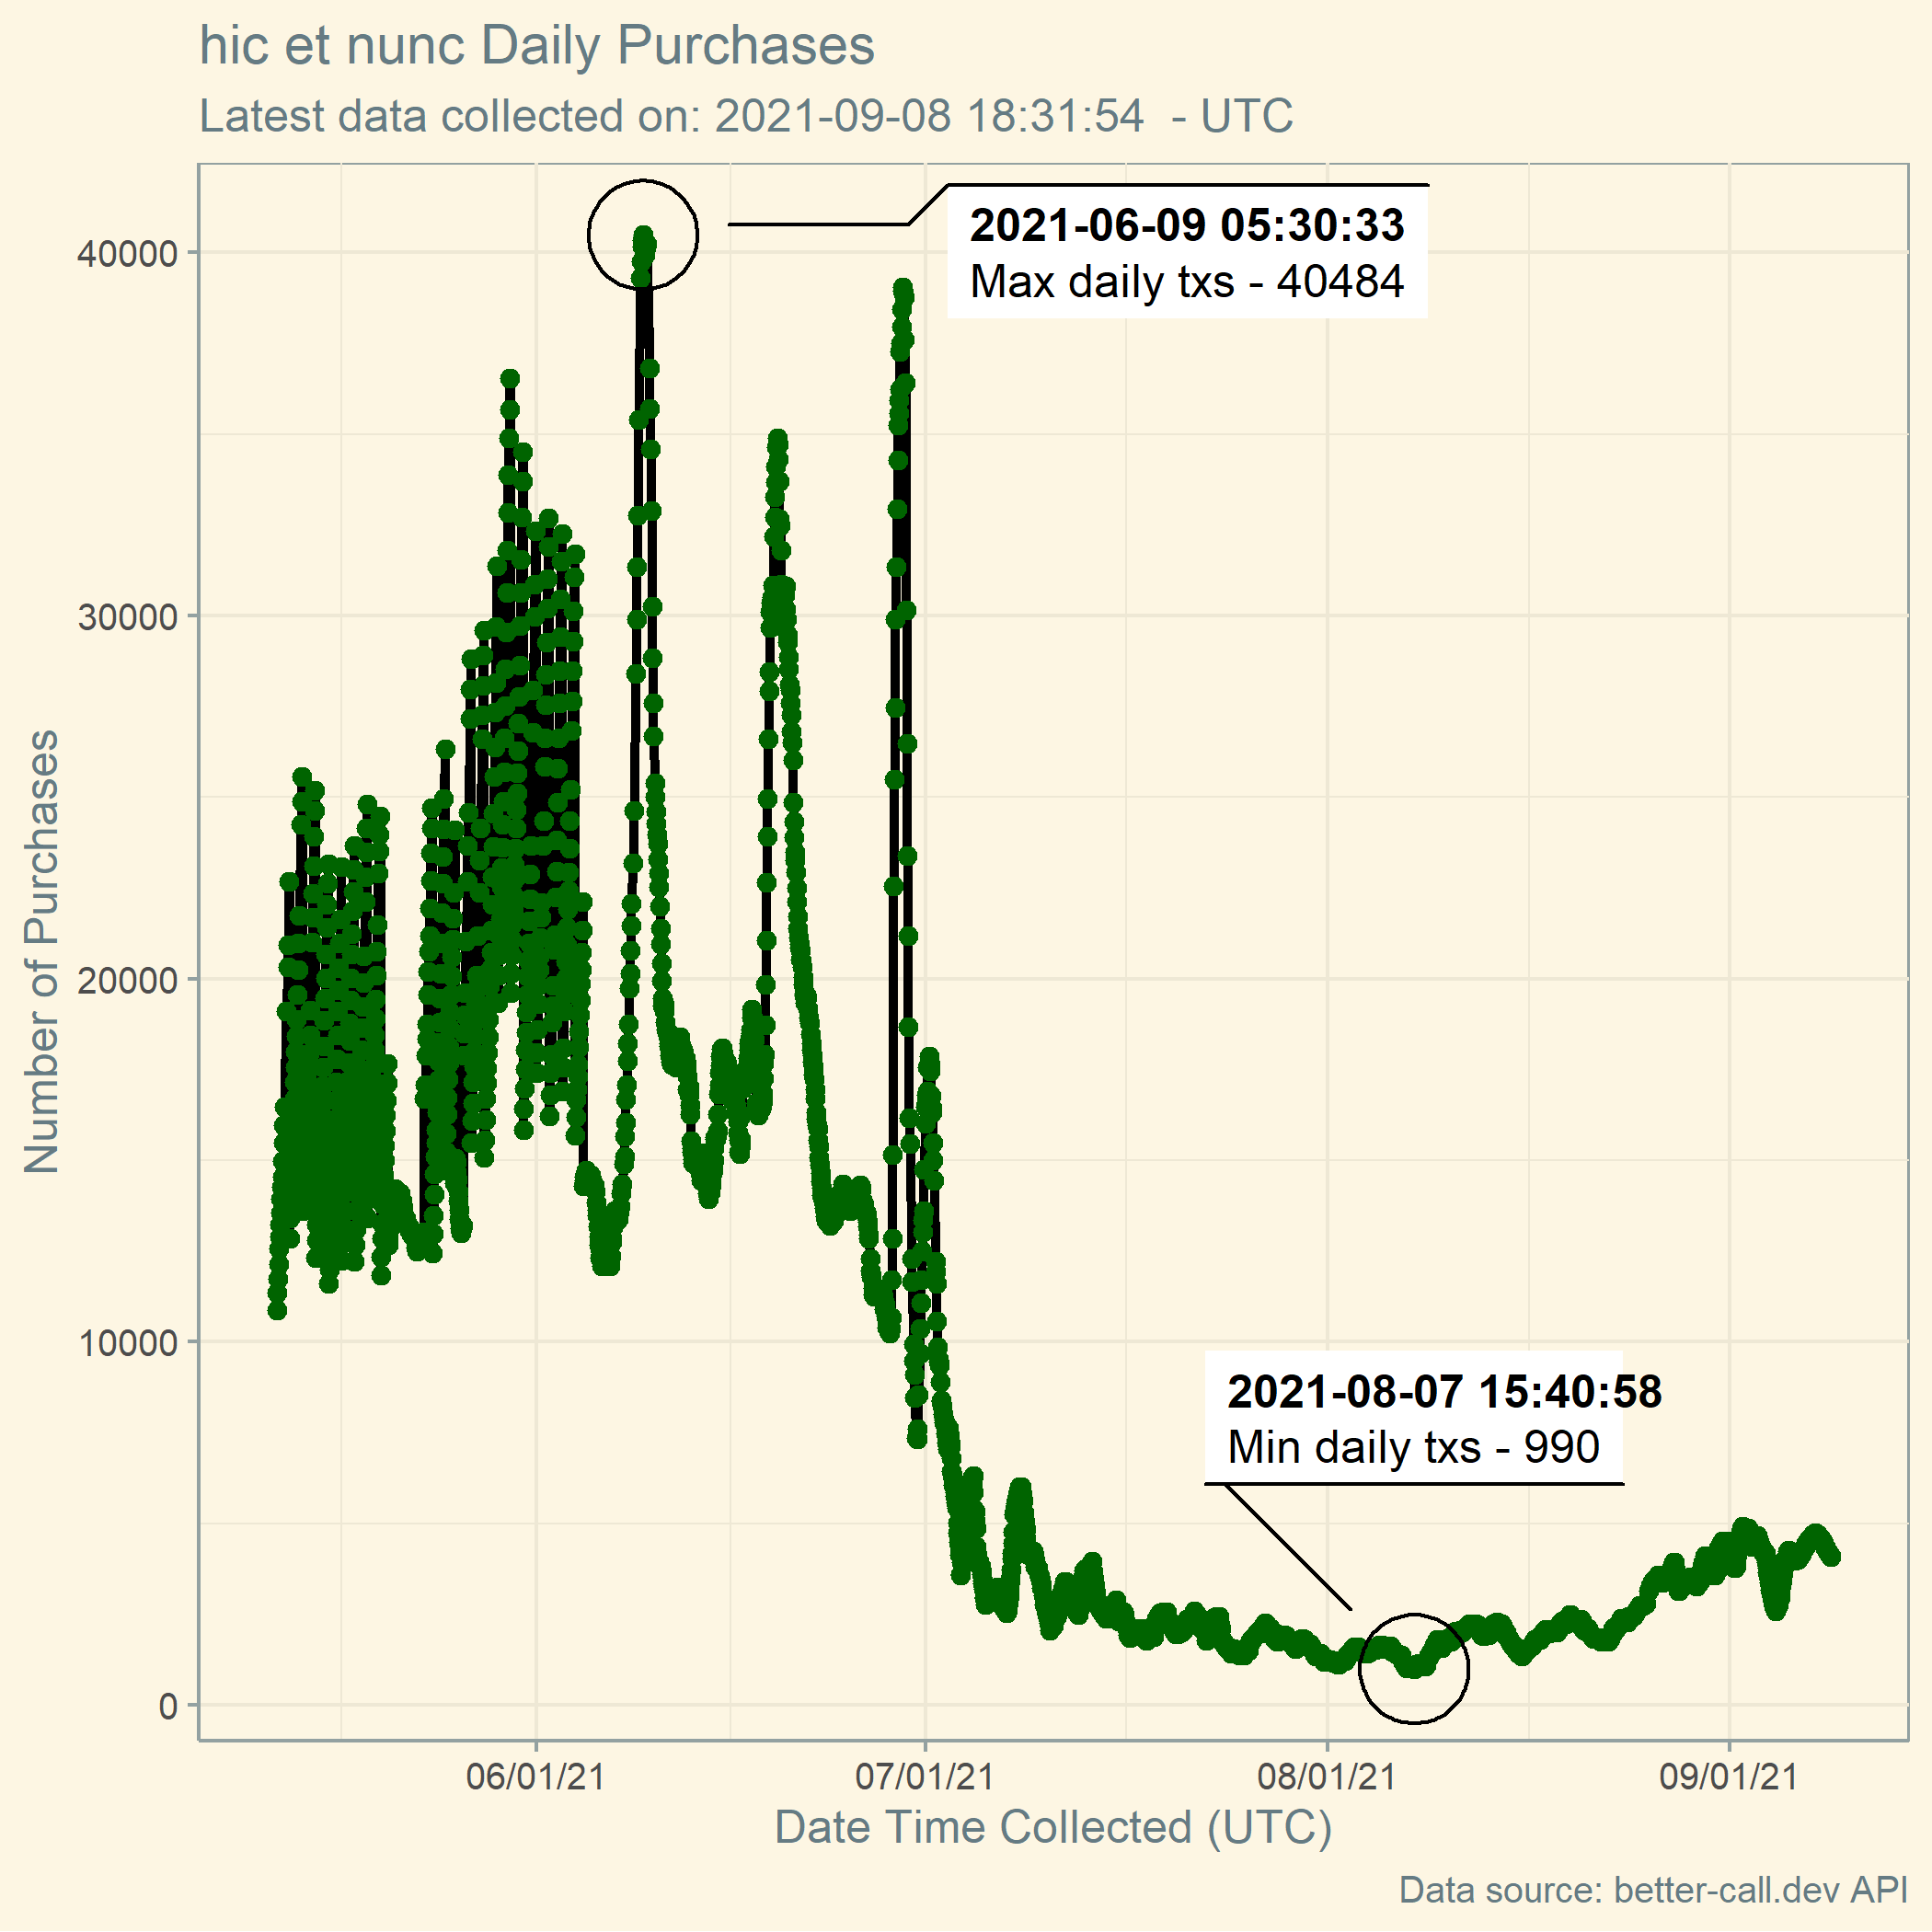 hic et nunc Daily Purchases
Latest data collected on: 2021-09-08 18:31:54  - UTC
2021-06-09 05:30:33
Max daily txs - 40484
40000
30000
20000
10000
0
Number of Purchases
2021-08-07 15:40:58
Min daily txs - 990
06/01/21
07/01/21
08/01/21
09/01/21
Date Time Collected (UTC)
Data source: better-call.dev API